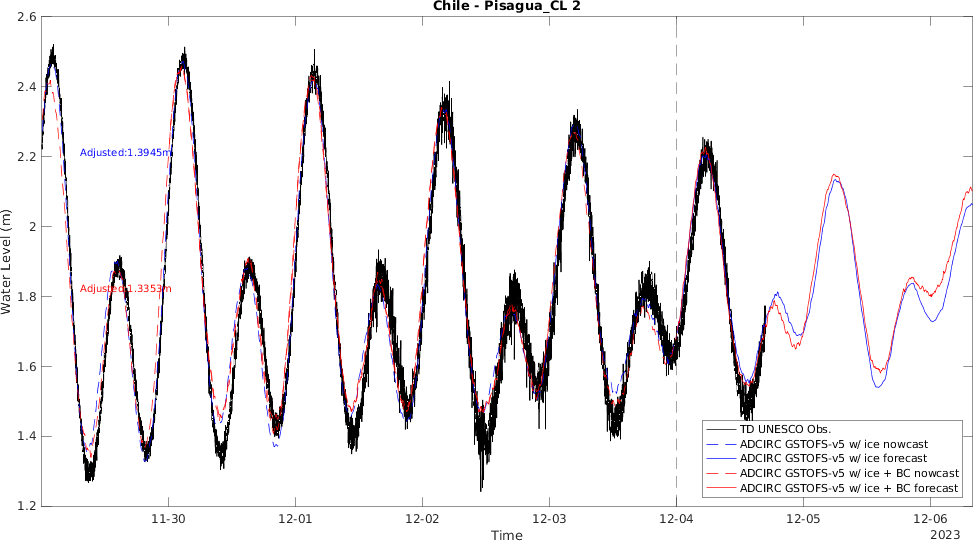 Chile - Pisagua_CL 2
2.6
2.4
2.2
2
1.8
1.6
1.4
1.2
Water Level (m)
Adjusted:1.3945m
Adjusted:1.3353m
TD UNESCO Obs.
ADCIRC GSTOFS-v5 w/ ice nowcast
ADCIRC GSTOFS-v5 w/ ice forecast
ADCIRC GSTOFS-v5 w/ ice + BC nowcast
ADCIRC GSTOFS-v5 w/ ice + BC forecast
11-30
12-01
12-02
12-03
12-04
12-05
12-06
Time
2023